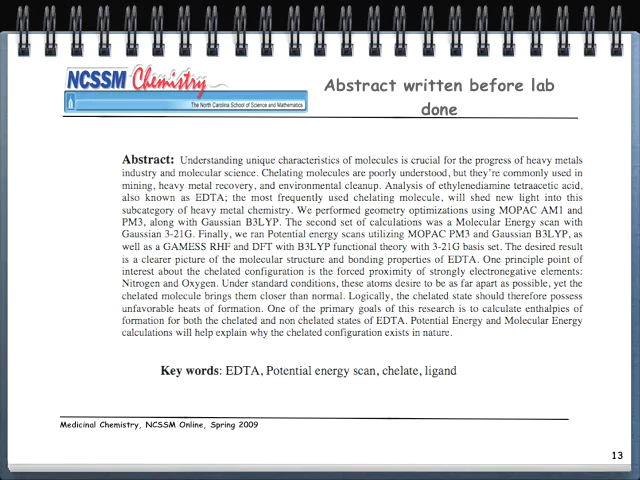 NCSSM Chemistry
The North Carolina School of Science and Mathematics
Abstract written before lab
done
Abstract: Understanding unique characteristics of molecules is crucial for the progress of heavy metals
industry and molecular science. Chelating molecules are poorly understood, but they're commonly used in
mining, heavy metal recovery, and environmental cleanup. Analysis of ethylenediamine tetraacetic acid,
also known as EDTA; the most frequently used chelating molecule, will shed new light into this
subcategory of heavy metal chemistry. We performed geometry optimizations using MOPAC AM1 and
PM3, along with Gaussian B3LYP. The second set of calculations was a Molecular Energy scan with
Gaussian 3-21G. Finally, we ran Potential energy scans utilizing MOPAC PM3 and Gaussian B3LYP, as
well as a GAMESS RHF and DFT with B3LYP functional theory with 3-21G basis set. The desired result
is a clearer picture of the molecular structure and bonding properties of EDTA. One principle point of
interest about the chelated configuration is the forced proximity of strongly electronegative elements:
Nitrogen and Oxygen. Under standard conditions, these atoms desire to be as far apart as possible, yet the
chelated molecule brings them closer than normal. Logically, the chelated state should therefore possess
unfavorable heats of formation. One of the primary goals of this research is to calculate enthalpies of
formation for both the chelated and non chelated states of EDTA. Potential Energy and Molecular Energy
calculations will help explain why the chelated configuration exists in nature.
Key words: EDTA, Potential energy scan, chelate, ligand
Medicinal Chemistry, NCSSM Online, Spring 2009
13